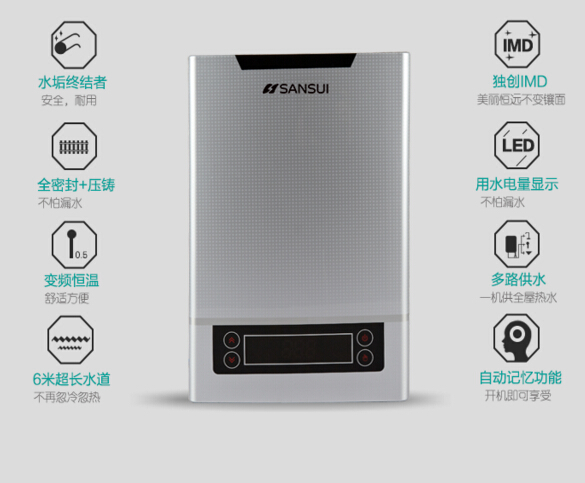 水垢终结者
安全，耐用
全密封+压铸
不怕漏水
0.5
变频恒温
舒适方便
6米超长水道
不再忽冷忽热
SANSUI
IMD
独创IMD
美丽恒远不变镶面
LED
用水电量显示
不怕漏水
多路供水
一机供全屋热水
自动记忆功能
开机即可享受